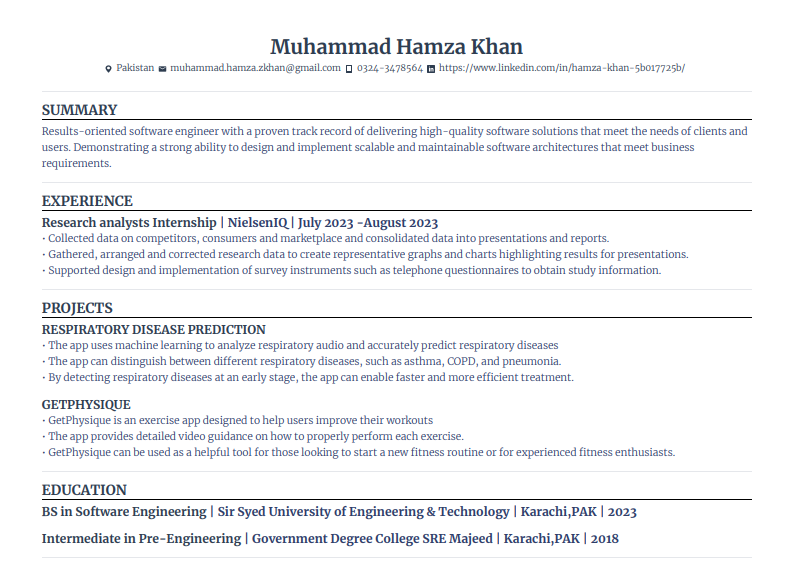 Muhammad Hamza Khan
Pakistan muhammad.hamza.zkhan@gmail.com 0324-3478564 https://www.linkedin.com/in/hamza-khan-5b017725b/
SUMMARY
Results-oriented software engineer with a proven track record of delivering high-quality software solutions that meet the needs of clients and
users. Demonstrating a strong ability to design and implement scalable and maintainable software architectures that meet business
requirements.
EXPERIENCE
Research analysts Internship | NielsenIQ | July 2023 -August 2023
• Collected data on competitors, consumers and marketplace and consolidated data into presentations and reports.
• Gathered, arranged and corrected research data to create representative graphs and charts highlighting results for presentations.
• Supported design and implementation of survey instruments such as telephone questionnaires to obtain study information.
PROJECTS
RESPIRATORY DISEASE PREDICTION
• The app uses machine learning to analyze respiratory audio and accurately predict respiratory diseases
• The app can distinguish between different respiratory diseases, such as asthma, COPD, and pneumonia.
• By detecting respiratory diseases at an early stage, the app can enable faster and more efficient treatment.
GETPHYSIQUE
• GetPhysique is an exercise app designed to help users improve their workouts
• The app provides detailed video guidance on how to properly perform each exercise.
• GetPhysique can be used as a helpful tool for those looking to start a new fitness routine or for experienced fitness enthusiasts.
EDUCATION
BS in Software Engineering | Sir Syed University of Engineering & Technology | Karachi,PAK | 2023
Intermediate in Pre-Engineering | Government Degree College SRE Majeed | Karachi,PAK | 2018